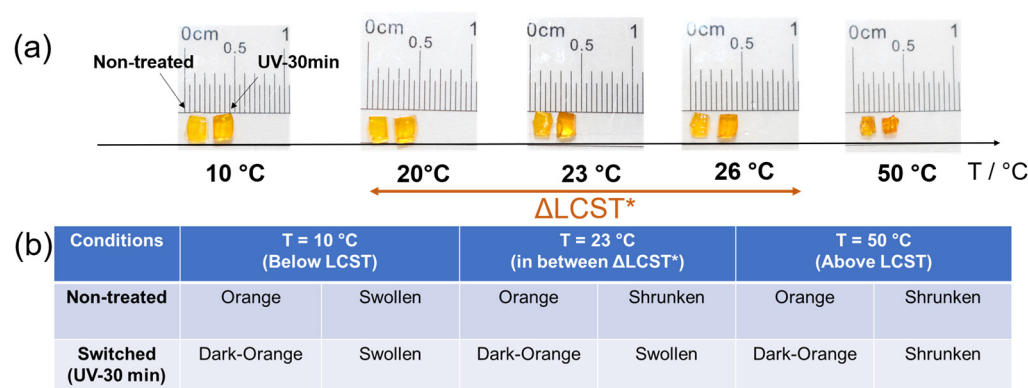 (a)
0cm 1
0.5
0cm 1
0.5
0cm 1
0.5
0cm 1
0.5
0cm 1
0.5
Non-treated UV-30min
10 °C 20°C 23 °C 26 °C 50 °C T / °C
ΔLCST*
(b)
Conditions T = 10 °C (Below LCST) T = 23 °C (in between ΔLCST*) T = 50 °C (Above LCST)
Non-treated Orange Swollen Orange Shrunken Orange Shrunken
Switched (UV-30 min) Dark-Orange Swollen Dark-Orange Swollen Dark-Orange Shrunken